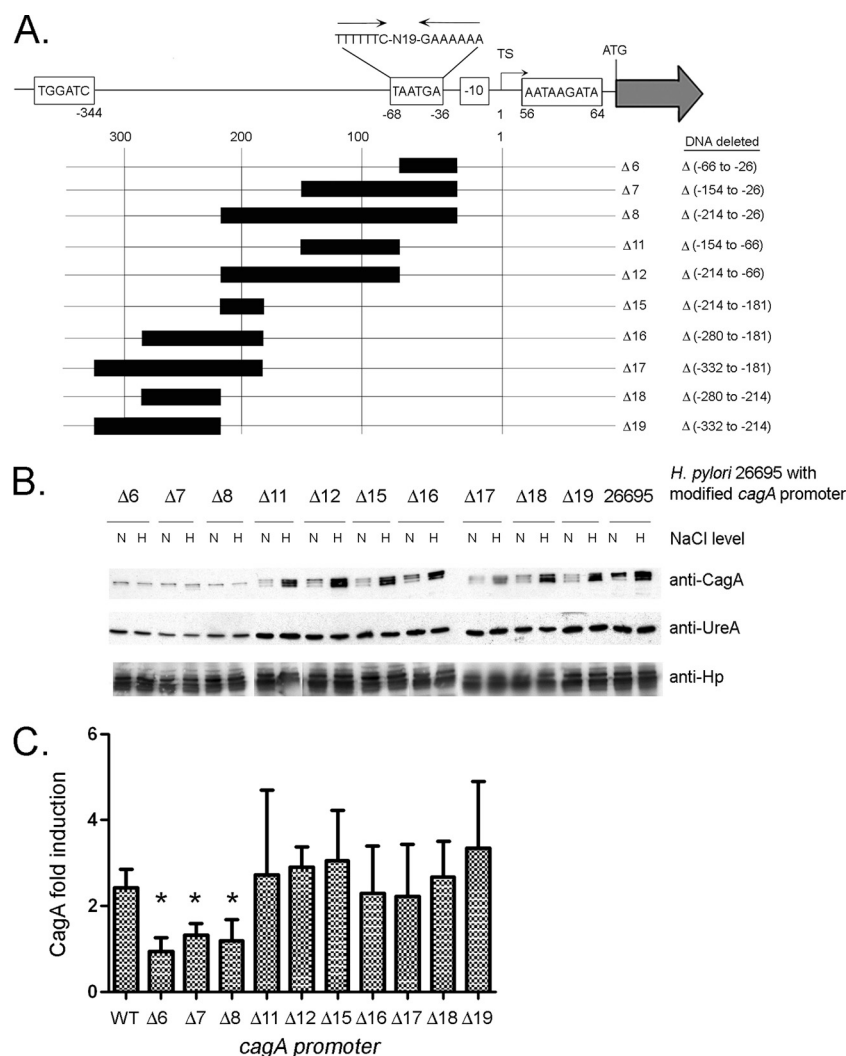 A.
TTTTTTC-N19-GAAAAAA
TS
ATG
TGGATC
TAATGA
-10
AATAAGATA
-344
-68
-36
1
56
64
300
200
100
1
DNA deleted
Δ6 Δ (-66 to -26)
Δ7 Δ (-154 to -26)
Δ8 Δ (-214 to -26)
Δ11 Δ (-154 to -66)
Δ12 Δ (-214 to -66)
Δ15 Δ (-214 to -181)
Δ16 Δ (-280 to -181)
Δ17 Δ (-332 to -181)
Δ18 Δ (-280 to -214)
Δ19 Δ (-332 to -214)
B.
H. pylori 26695 with
modified cagA promoter
Δ6 Δ7 Δ8 Δ11 Δ12 Δ15 Δ16 Δ17 Δ18 Δ19 26695
N H N H N H N H N H N H N H N H N H N H N H NaCl level
anti-CagA
anti-UreA
anti-Hp
C.
CagA fold induction
6
4
2
0
* * *
WT Δ6 Δ7 Δ8 Δ11 Δ12 Δ15 Δ16 Δ17 Δ18 Δ19
cagA promoter